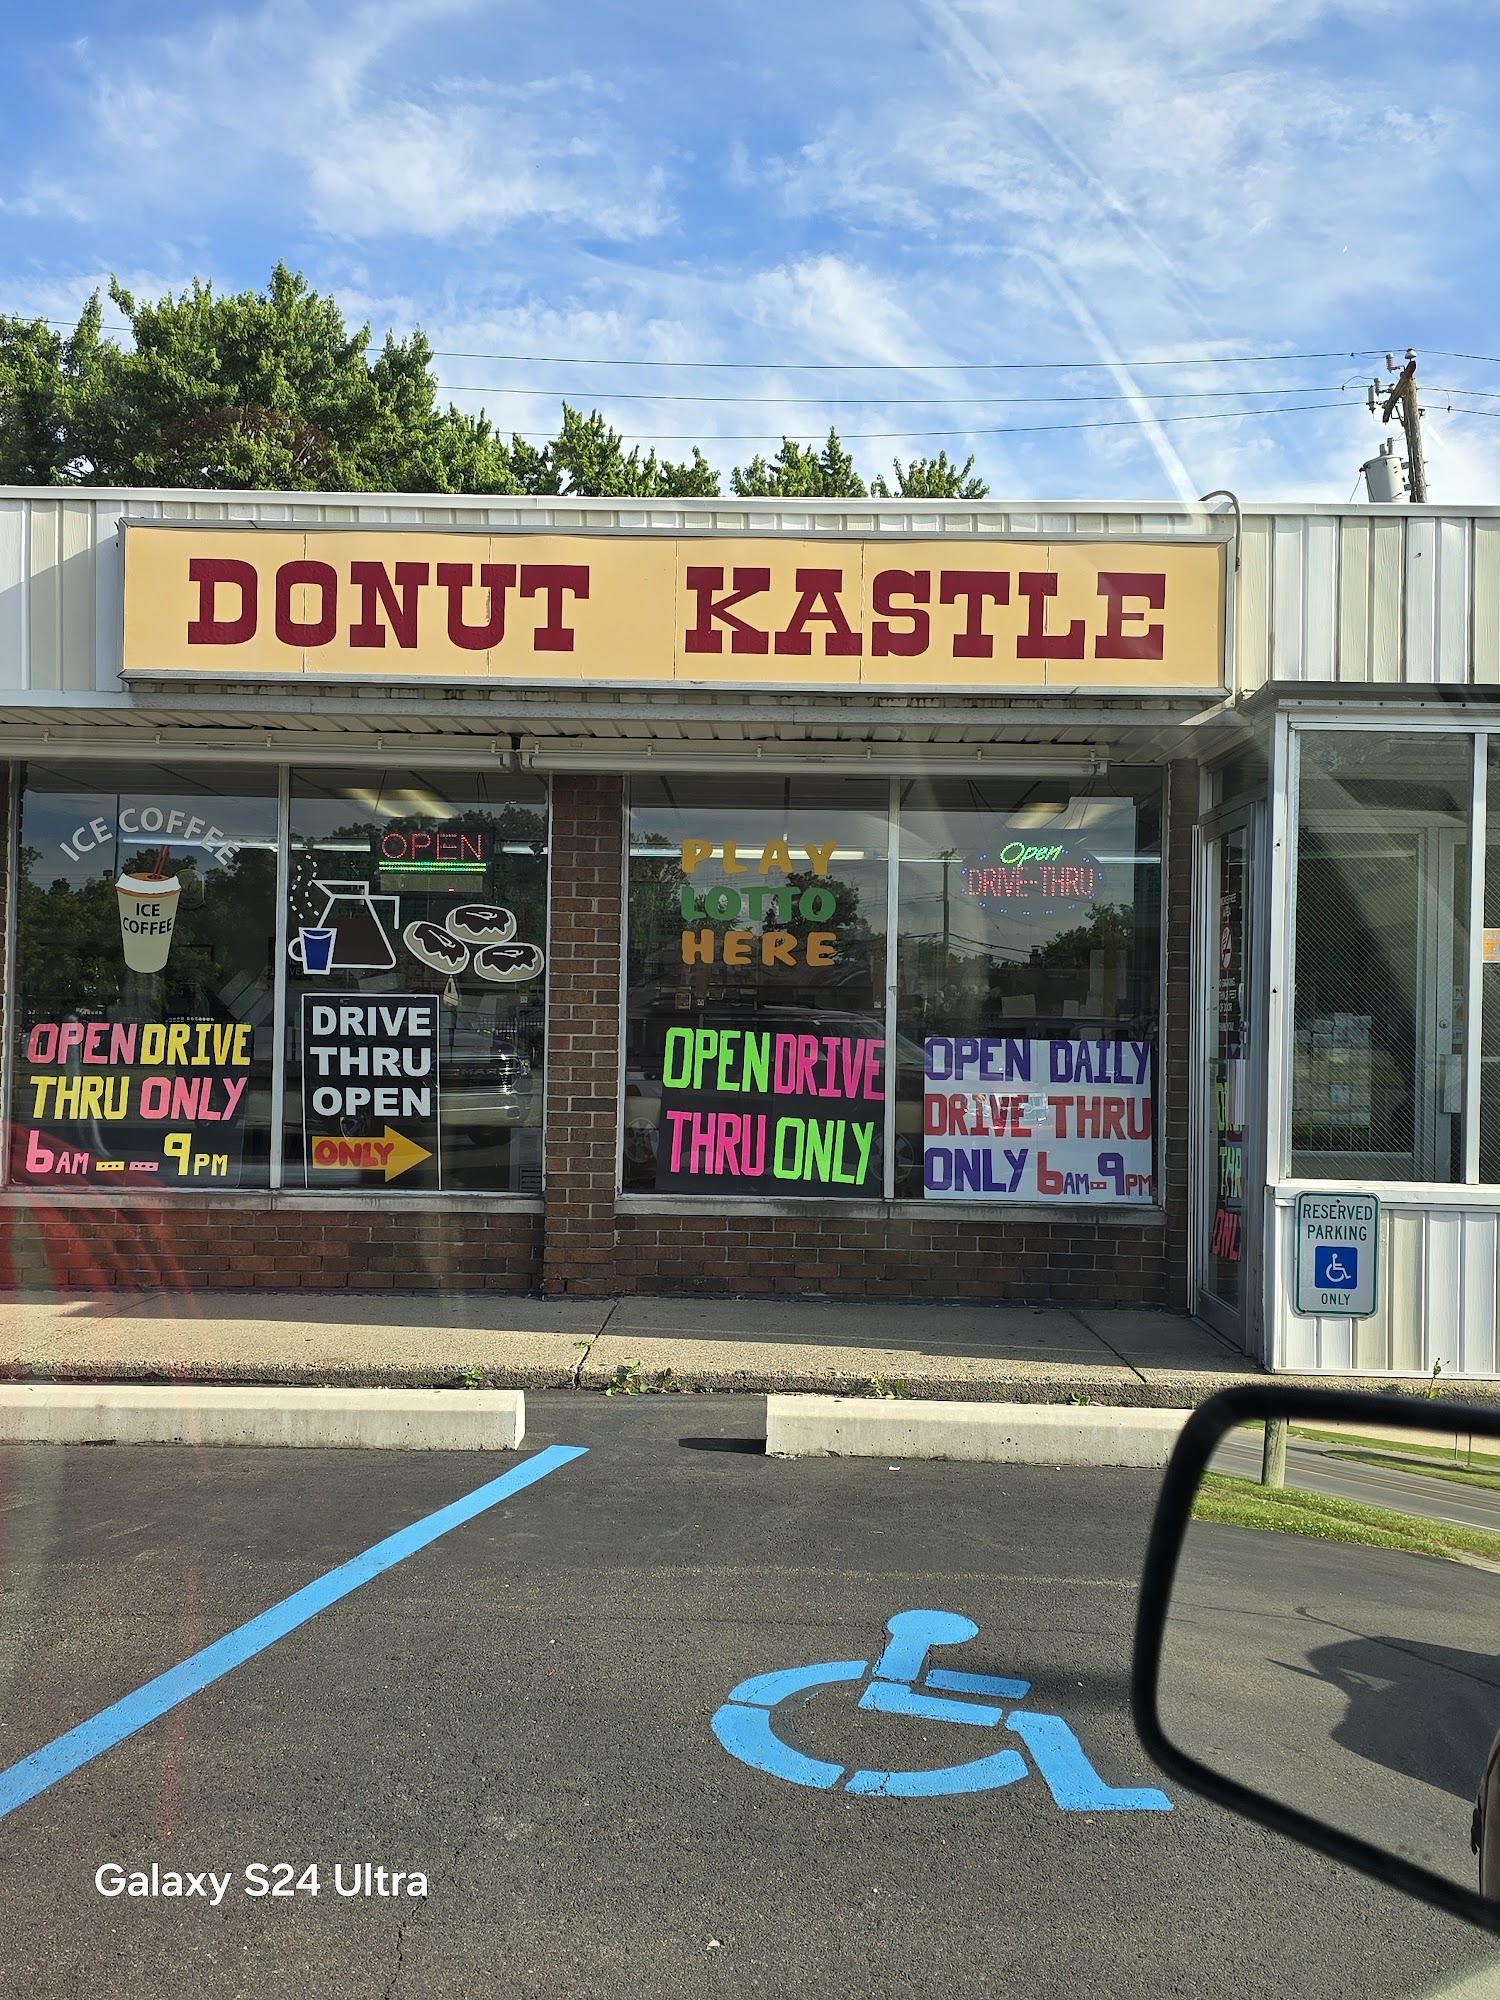 DONUT KASTLE
ICE COFFEE
ICE
COFFEE
OPEN
PLAY
LOTTO
HERE
Open
DRIVE-THRU
OPEN DRIVE
THRU ONLY
6AM -- 9PM
DRIVE
THRU
OPEN
ONLY
OPEN DRIVE
THRU ONLY
OPEN DAILY
DRIVE THRU
ONLY 6AM--9PM
RESERVED
PARKING
ONLY
Galaxy S24 Ultra